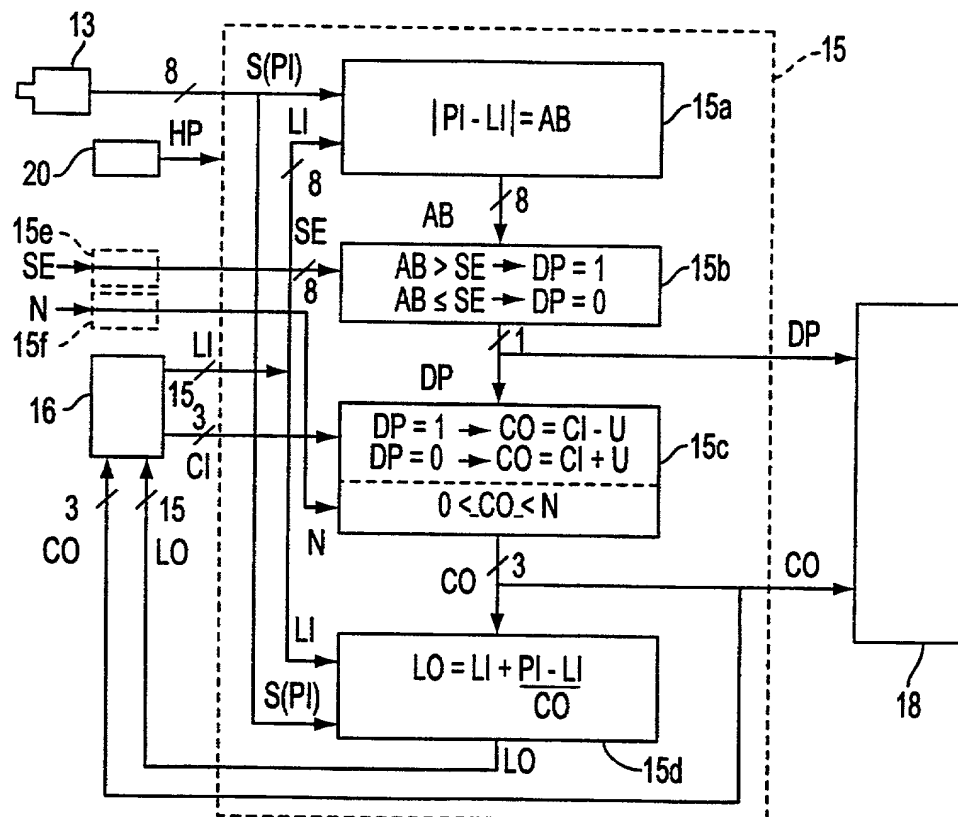 13
8
S(PI)
15
|PI - LI| = AB
15a
LI
HP
20
8
8
AB
15e
SE
SE
8
AB > SE → DP = 1
AB ≤ SE → DP = 0
15b
N
15f
1
DP
DP
LI
15
16
3
CI
DP = 1 → CO = CI - U
DP = 0 → CO = CI + U
15c
0 <_CO_< N
N
3
15
CO
LO
3
CO
CO
LI
LO = LI + PI - LI
CO
S(PI)
LO
15d
18